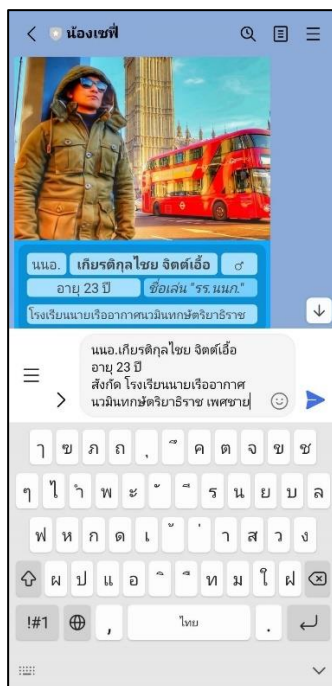 น้องเซฟี่
นนอ. เกียรติกุลไชย จิตต์เอื้อ ♂
อายุ 23 ปี ชื่อเล่น "รร.นนก."
โรงเรียนนายเรืออากาศนวมินทกษัตริยาธิราช
นนอ.เกียรติกุลไชย จิตต์เอื้อ
อายุ 23 ปี
สังกัด โรงเรียนนายเรืออากาศ
นวมินทกษัตริยาธิราช เพศชาย
ๅ ข ภ ถ ุ ึ ค ต จ ข ช
ๆ ไ ำ พ ะ ั ี ร น ย บ ล
ฟ ห ก ด เ ้ ่ า ส ว ง
ผ ป แ อ ิ ื ท ม ใ ฝ
!#1 , ไทย .